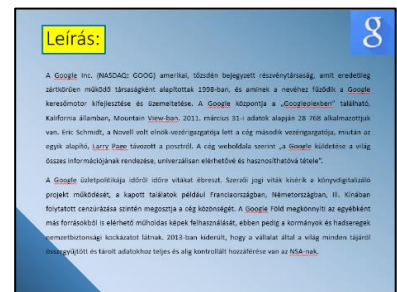 Leírás:
g
A Google Inc. (NASDAQ: GOOG) amerikai, tőzsdén bejegyzett részvénytársaság, amit eredetileg
zártkörűen működő társaságként alapítottak 1998-ban, és aminek a nevéhez fűződik a Google
keresőmotor kifejlesztése és üzemeltetése. A Google központja a „Googleplexben” található,
Kalifornia államban, Mountain View-ban. 2011. március 31-i adatok alapján 28 768 alkalmazottjuk
van. Eric Schmidt, a Novell volt elnök-vezérigazgatója lett a cég második vezérigazgatója, miután az
egyik alapító, Larry Page távozott a posztról. A cég weboldala szerint „a Google küldetése a világ
összes információjának rendezése, univerzálisan elérhetővé és hasznosíthatóvá tétele”.
A Google üzletpolitikája időről időre vitákat ébreszt. Szerzői jogi viták kísérik a könyvdigitalizáló
projekt működését, a kapott találatok például Franciaországban, Németországban, ill. Kínában
folytatott cenzúrázása szintén megosztja a cég közönségét. A Google Föld megkönnyíti az egyébként
más forrásokból is elérhető műholdas képek felhasználását, ebben pedig a kormányok és hadseregek
nemzetbiztonsági kockázatot látnak. 2013-ban kiderült, hogy a vállalat által a világ minden tájáról
összegyűjtött és tárolt adatokhoz teljes és alig kontrollált hozzáférése van az NSA-nak.